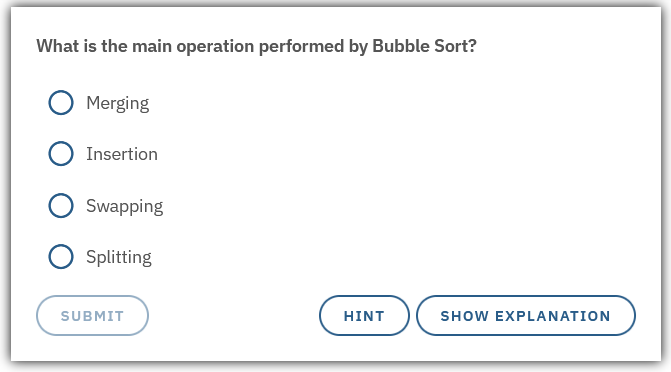 What is the main operation performed by Bubble Sort?
Merging
Insertion
Swapping
Splitting
SUBMIT HINT SHOW EXPLANATION